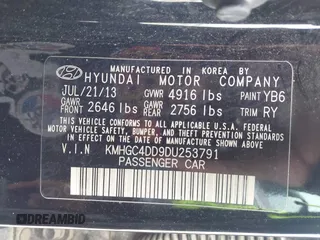 MANUFACTURED IN KOREA
HYUNDAI MOTOR COMPANY
JUL/21/13 GVWR 4916 lbs PAINT YB6
GAWR FRONT 2646 lbs GAWR REAR 2756 lbs TRIM RY
THIS VEHICLE CONFORMS TO ALL APPLICABLE U.S. FEDERAL MOTOR
VEHICLE SAFETY, BUMPER, AND THEFT PREVENTION STANDARDS
IN EFFECT ON THE DATE OF MANUFACTURE SHOWN ABOVE.
V.I.N KMHGC4DD9DU253791
PASSENGER CAR
DREAMBID